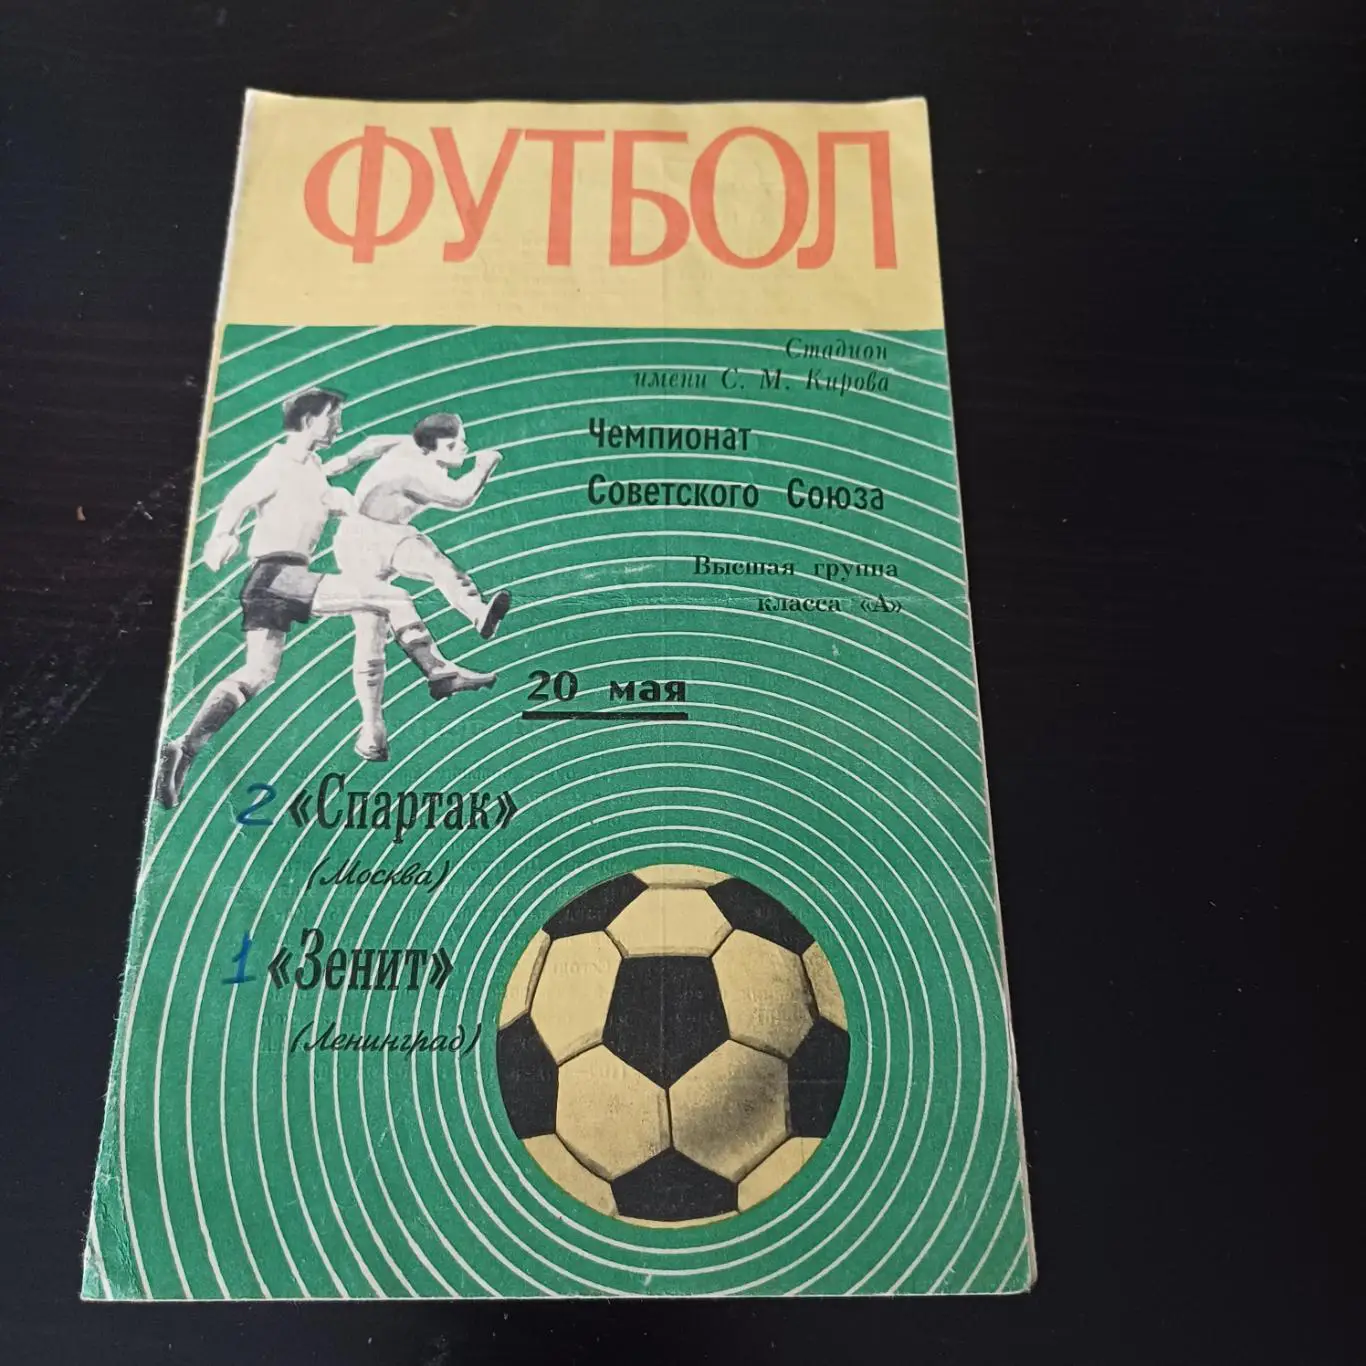 ФУТБОЛ
Стадион
имени С. М. Кирова
Чемпионат
Советского Союза
Высшая группа
класса «А»
20 мая
2 «Спартак»
(Москва)
1 «Зенит»
(Ленинград)